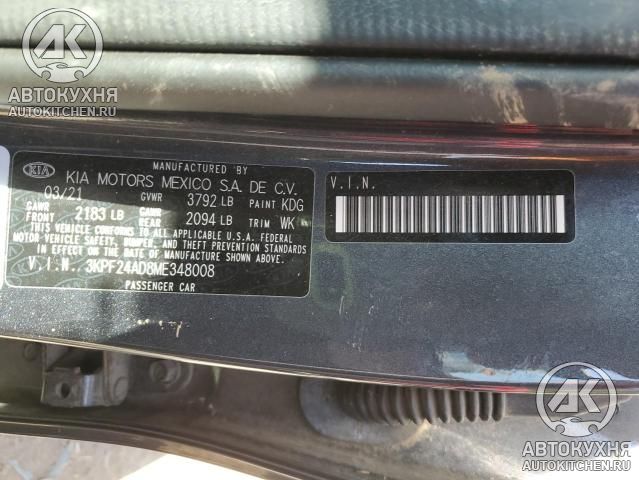 АК
АВТОКУХНЯ
AUTOKITCHEN.RU
MANUFACTURED BY
KIA KIA MOTORS MEXICO S.A. DE C.V.
03/21 GVWR 3792 LB PAINT KDG
GAWR FRONT 2183 LB GAWR REAR 2094 LB TRIM WK
THIS VEHICLE CONFORMS TO ALL APPLICABLE U.S.A. FEDERAL
MOTOR VEHICLE SAFETY, BUMPER, AND THEFT PREVENTION STANDARDS
IN EFFECT ON THE DATE OF MANUFACTURE SHOWN ABOVE.
V.I.N. 3KPF24AD8ME348008
PASSENGER CAR
V.I.N.
АК
АВТОКУХНЯ
AUTOKITCHEN.RU